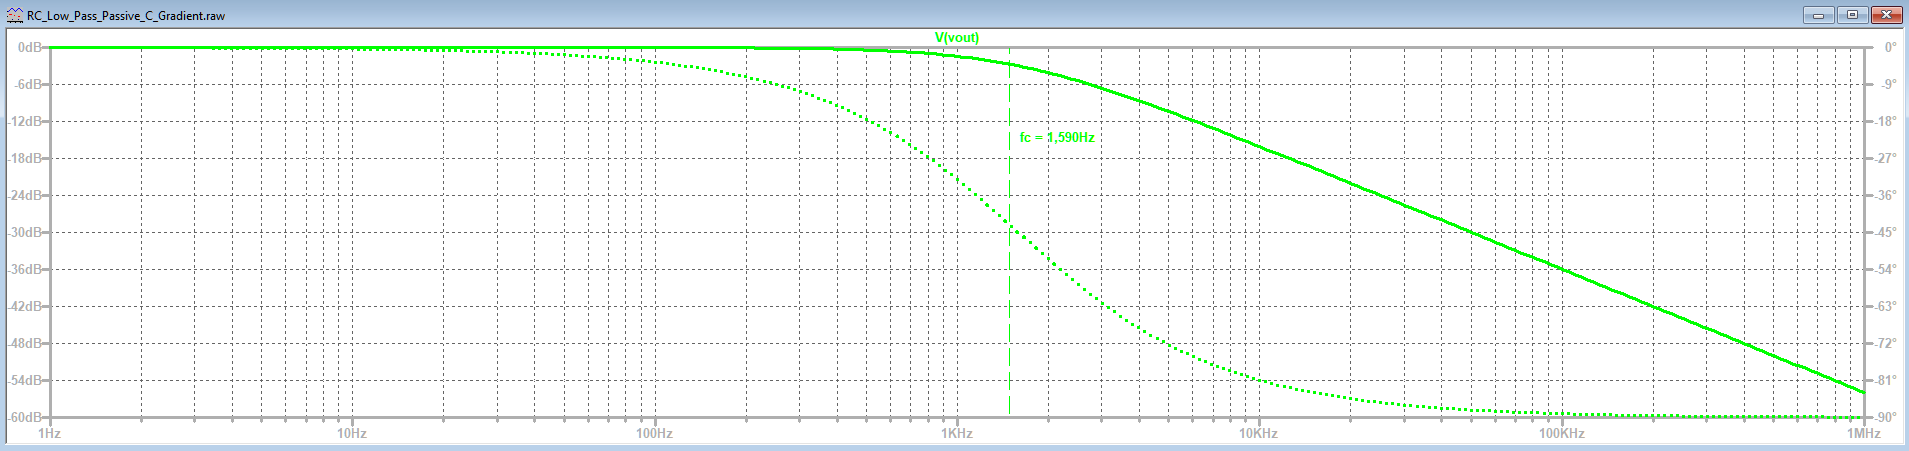 RC_Low_Pass_Passive_C_Gradient.raw
V(vout)
0dB 0°
-6dB -9°
-12dB -18°
fc = 1,590Hz
-18dB -27°
-24dB -36°
-30dB -45°
-36dB -54°
-42dB -63°
-48dB -72°
-54dB -81°
-60dB -90°
1Hz 10Hz 100Hz 1KHz 10KHz 100KHz 1MHz